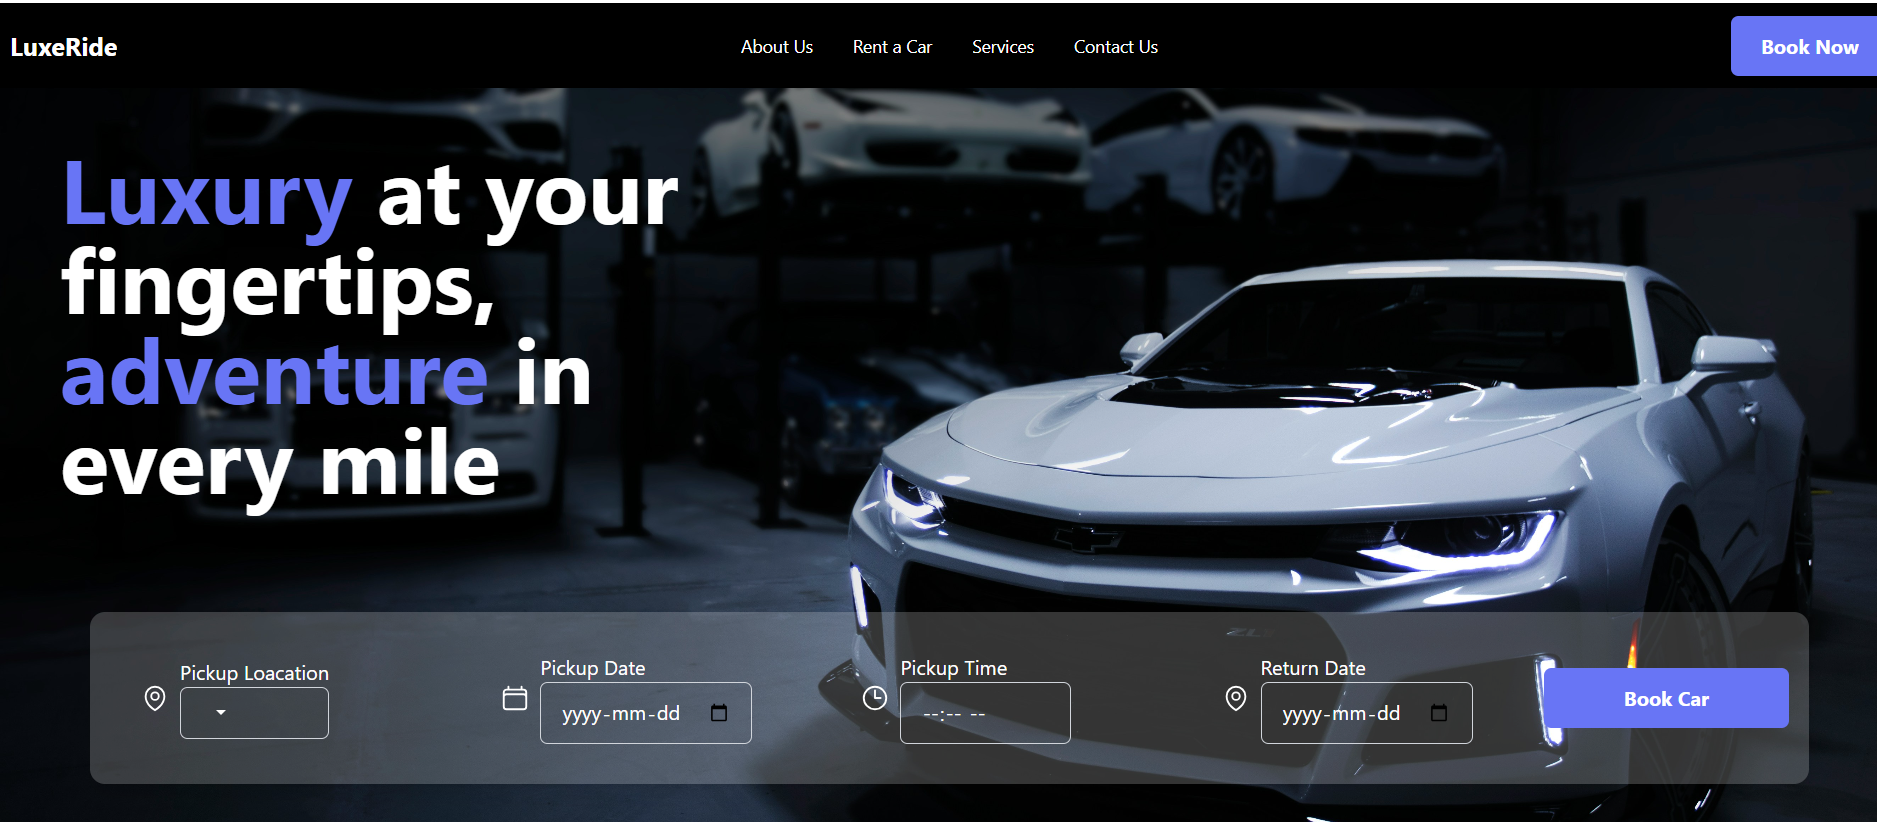 LuxeRide
About Us
Rent a Car
Services
Contact Us
Book Now
Luxury at your
fingertips,
adventure in
every mile
Pickup Loacation
Pickup Date
yyyy-mm-dd
Pickup Time
--:-- --
Return Date
yyyy-mm-dd
Book Car
ZL1